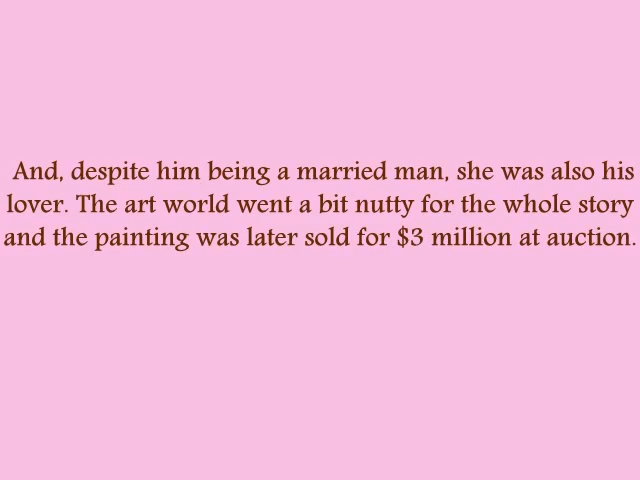 And, despite him being a married man, she was also his
lover. The art world went a bit nutty for the whole story
and the painting was later sold for $3 million at auction.